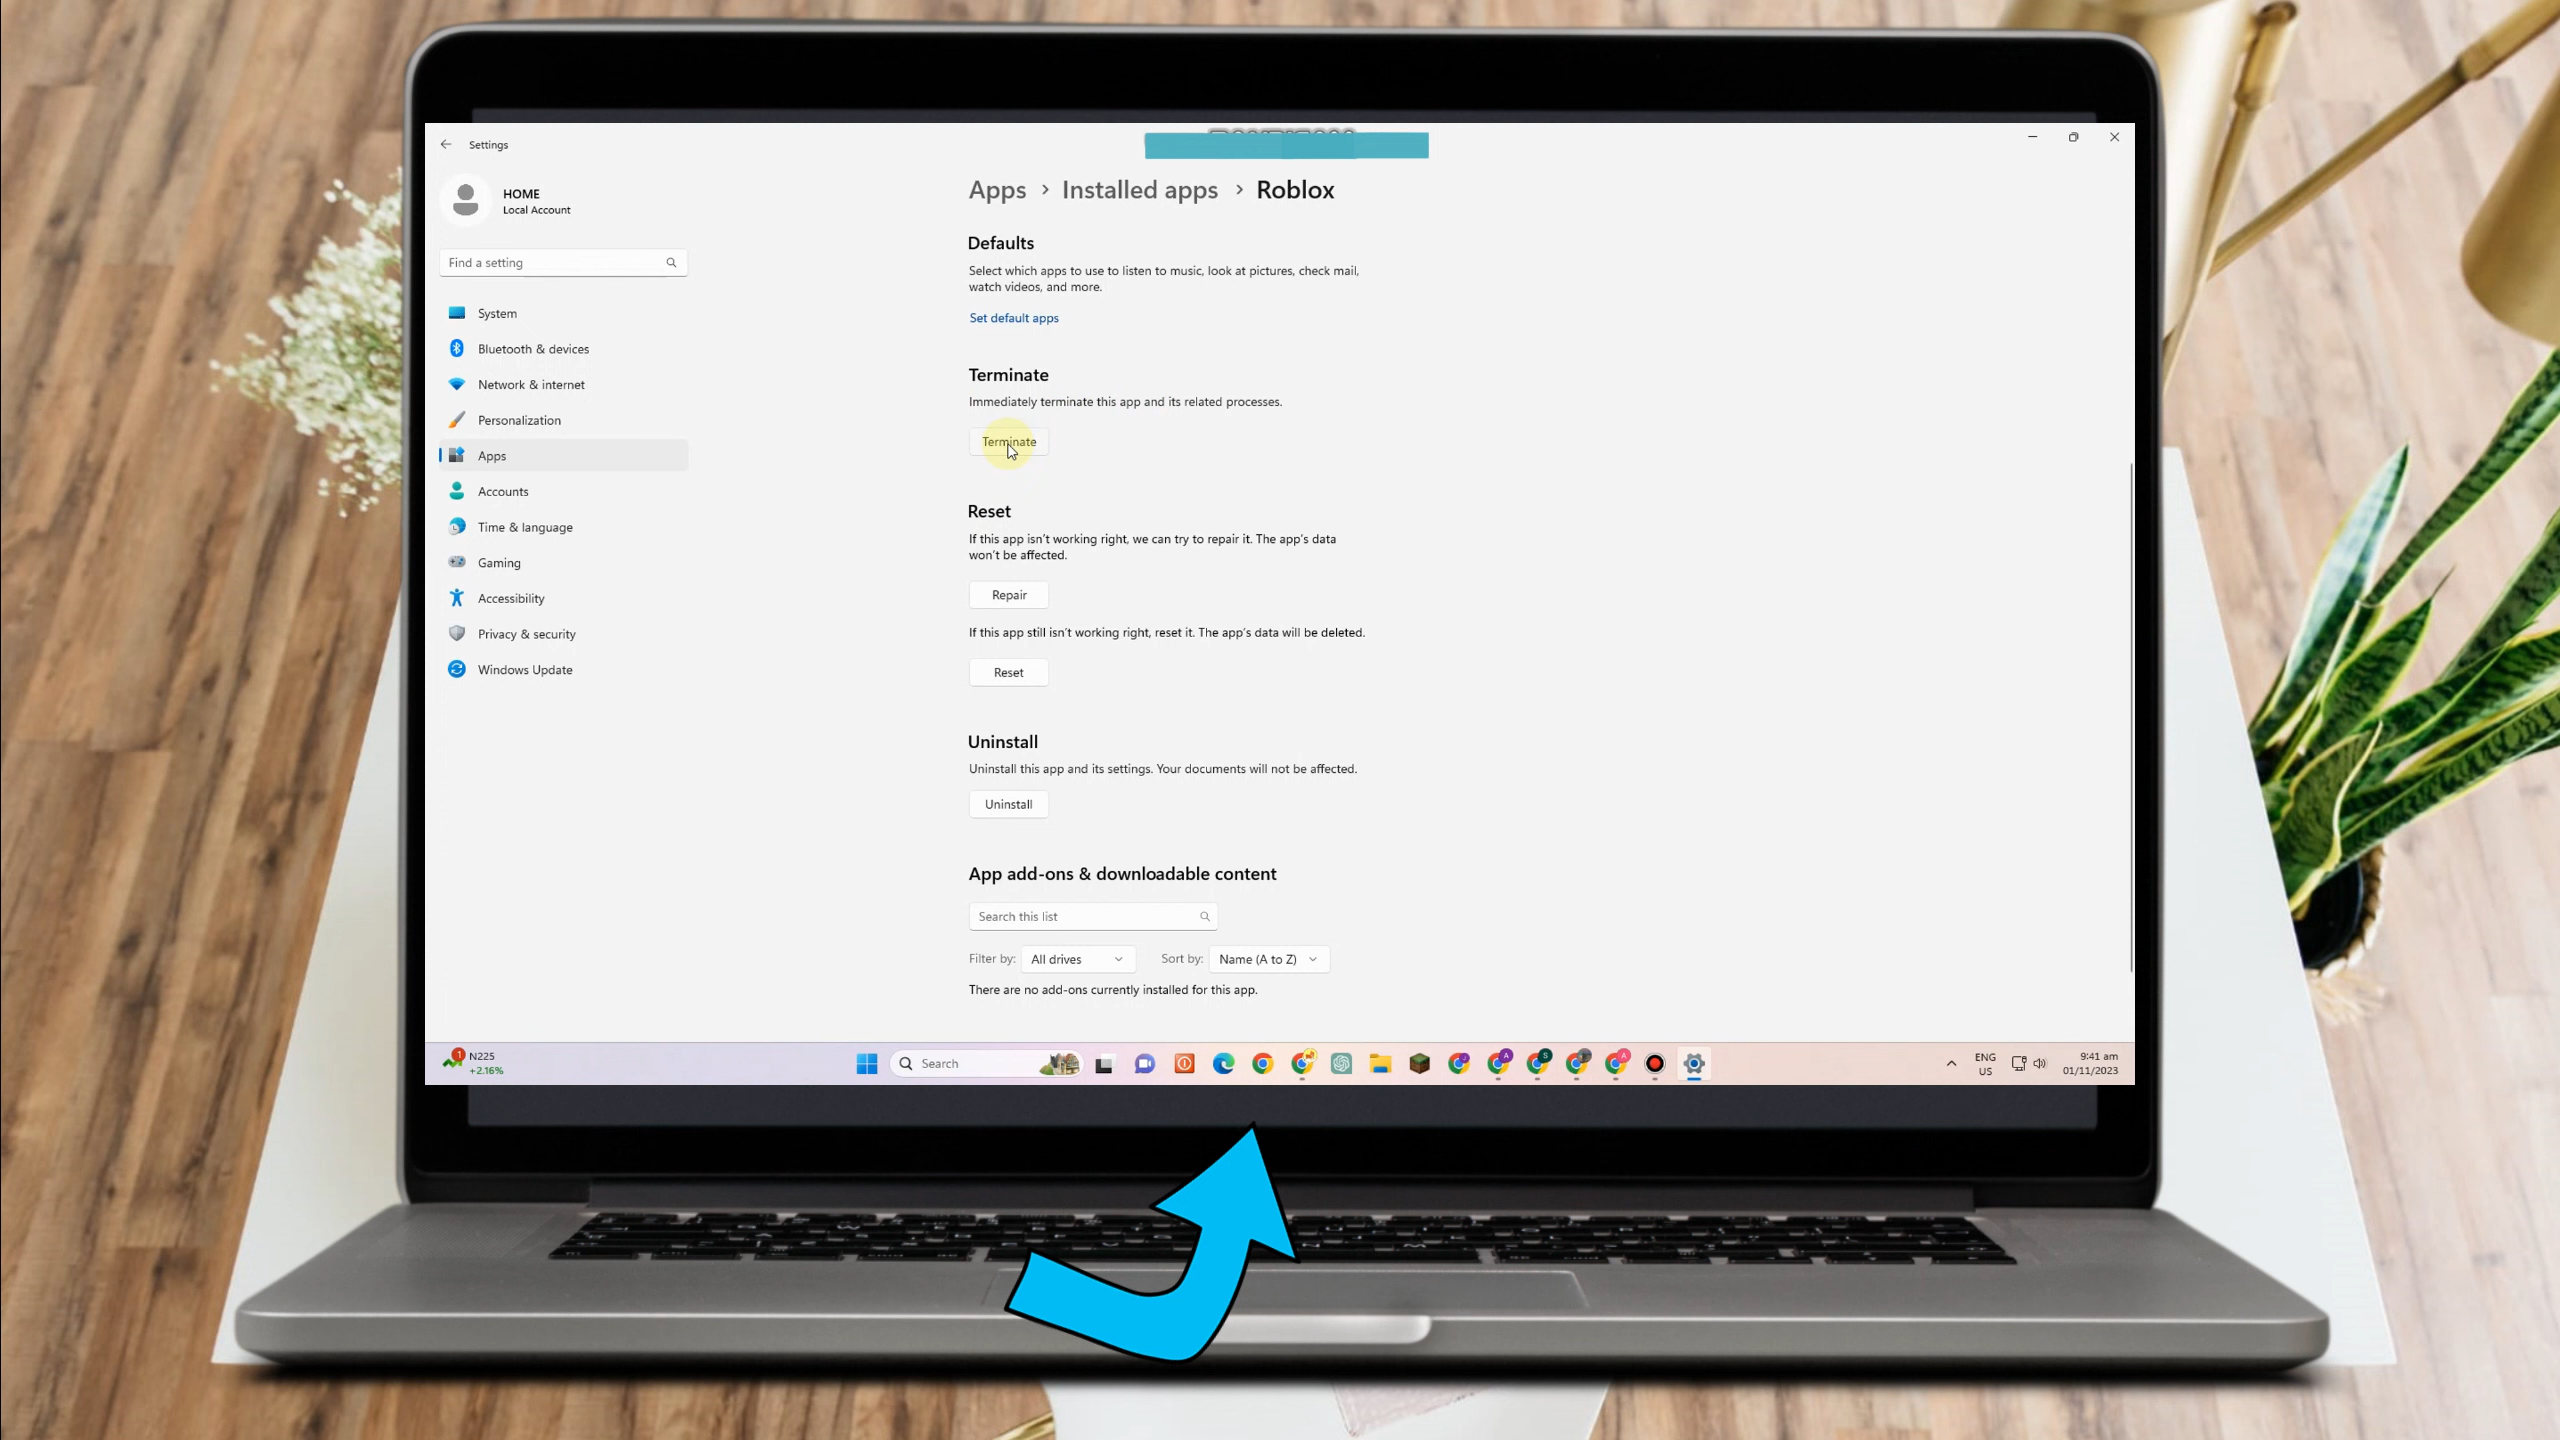 Settings
HOME
Local Account
Find a setting
System
Bluetooth & devices
Network & internet
Personalization
Apps
Accounts
Time & language
Gaming
Accessibility
Privacy & security
Windows Update
Apps > Installed apps > Roblox
Defaults
Select which apps to use to listen to music, look at pictures, check mail,
watch videos, and more.
Set default apps
Terminate
Immediately terminate this app and its related processes.
Terminate
Reset
If this app isn't working right, we can try to repair it. The app's data
won't be affected.
Repair
If this app still isn't working right, reset it. The app's data will be deleted.
Reset
Uninstall
Uninstall this app and its settings. Your documents will not be affected.
Uninstall
App add-ons & downloadable content
Search this list
Filter by: All drives Sort by: Name (A to Z)
There are no add-ons currently installed for this app.
1 N225
+2.16%
Search
ENG
US
9:41 am
01/11/2023